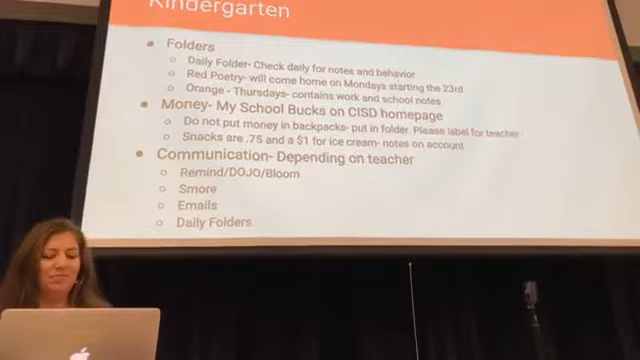 Kindergarten
Folders
Daily Folder- Check daily for notes and behavior
Red Poetry- will come home on Mondays starting the 23rd
Orange - Thursdays- contains work and school notes
Money- My School Bucks on CISD homepage
Do not put money in backpacks- put in folder. Please label for teacher
Snacks are .75 and a $1 for ice cream- notes on account
Communication- Depending on teacher
Remind/DOJO/Bloom
Smore
Emails
Daily Folders